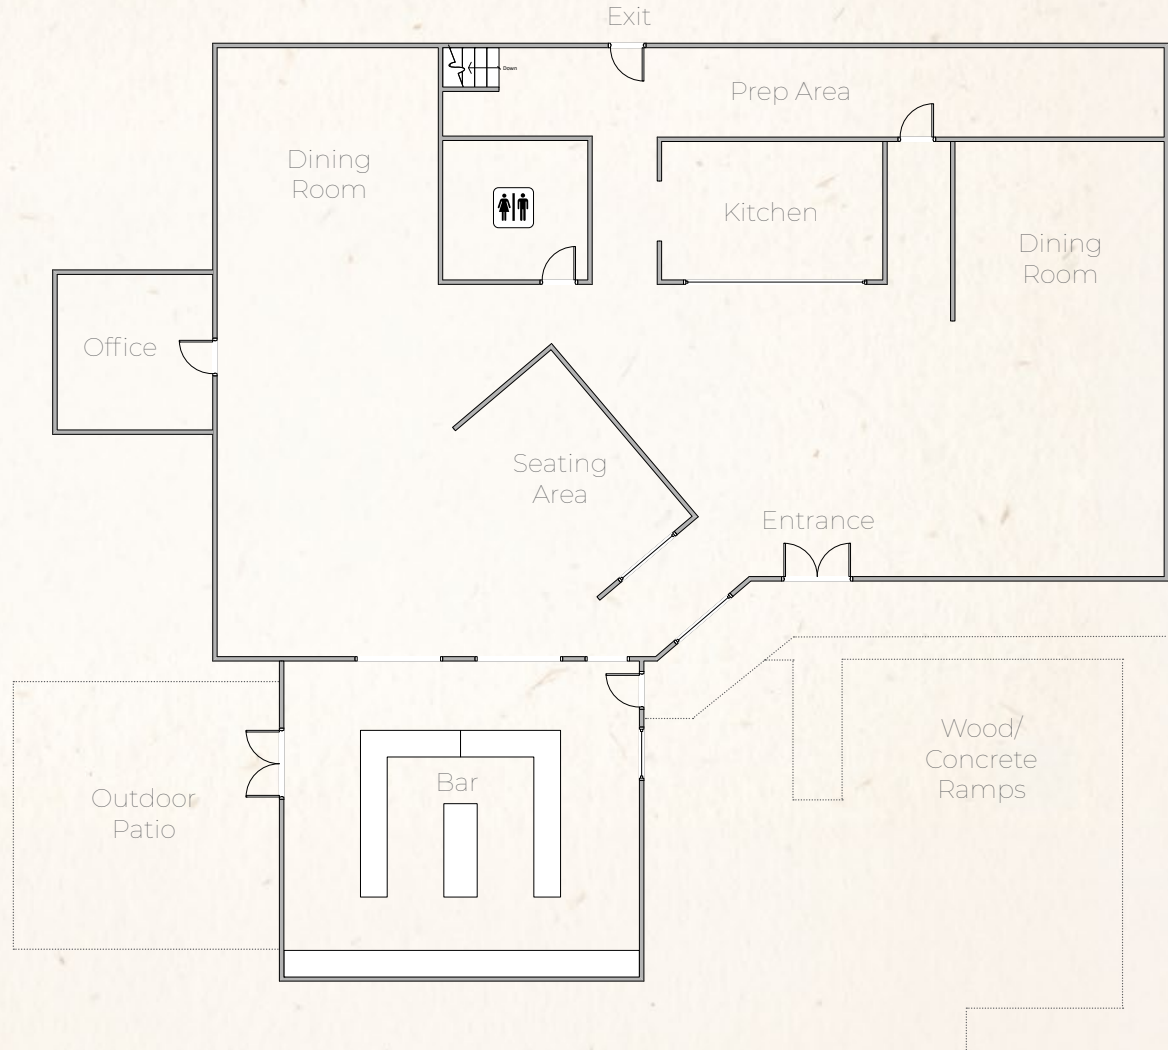 Exit
Down
Prep Area
Dining
Room
Kitchen
Dining
Room
Office
Seating
Area
Entrance
Wood/
Concrete
Ramps
Bar
Outdoor
Patio